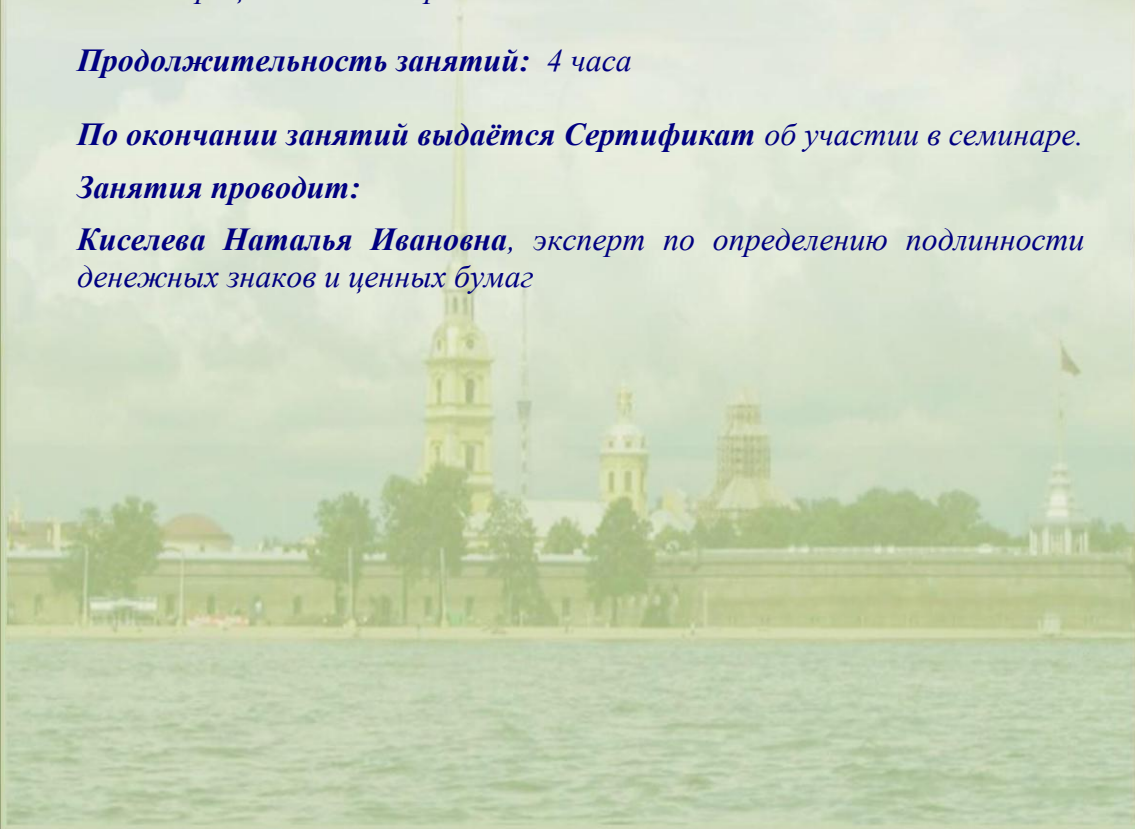 Продолжительность занятий: 4 часа
По окончании занятий выдаётся Сертификат об участии в семинаре.
Занятия проводит:
Киселева Наталья Ивановна, эксперт по определению подлинности
денежных знаков и ценных бумаг